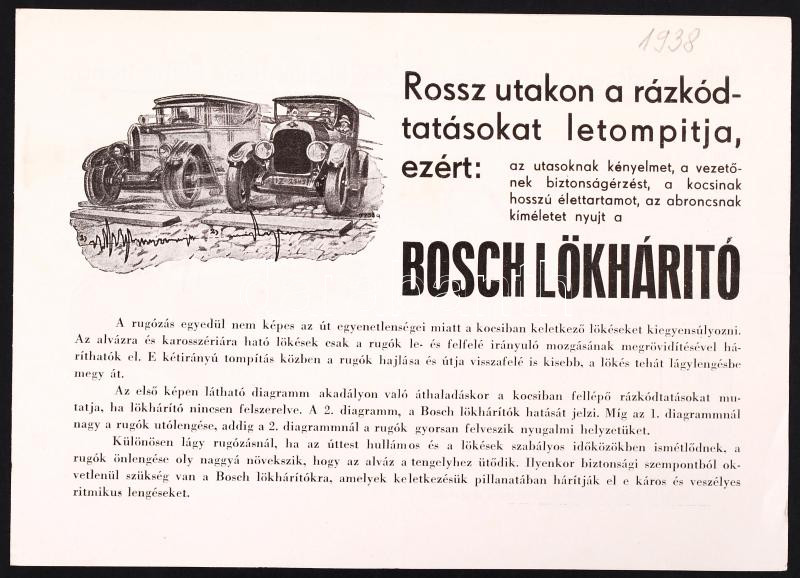 1938
Rossz utakon a rázkód-
tatásokat letompitja,
ezért:
az utasoknak kényelmet, a vezető-
nek biztonságérzést, a kocsinak
hosszú élettartamot, az abroncsnak
kíméletet nyujt a
BOSCH LÖKHÁRITÓ
1)
2)
A rugózás egyedül nem képes az út egyenetlenségei miatt a kocsiban keletkező lökéseket kiegyensúlyozni.
Az alvázra és karosszériára ható lökések csak a rugók le- és felfelé irányuló mozgásának megrövidítésével há-
ríthatók el. E kétirányú tompítás közben a rugók hajlása és útja visszafelé is kisebb, a lökés tehát lágylengésbe
megy át.
Az első képen látható diagramm akadályon való áthaladáskor a kocsiban fellépő rázkódtatásokat mu-
tatja, ha lökhárító nincsen felszerelve. A 2. diagramm, a Bosch lökhárítók hatását jelzi. Míg az 1. diagrammnál
nagy a rugók utólengése, addig a 2. diagrammnál a rugók gyorsan felveszik nyugalmi helyzetüket.
Különösen lágy rugózásnál, ha az úttest hullámos és a lökések szabályos időközökben ismétlődnek, a
rugók önlengése oly naggyá növekszik, hogy az alváz a tengelyhez ütődik. Ilyenkor biztonsági szempontból ok-
vetlenül szükség van a Bosch lökhárítókra, amelyek keletkezésük pillanatában hárítják el e káros és veszélyes
ritmikus lengéseket.